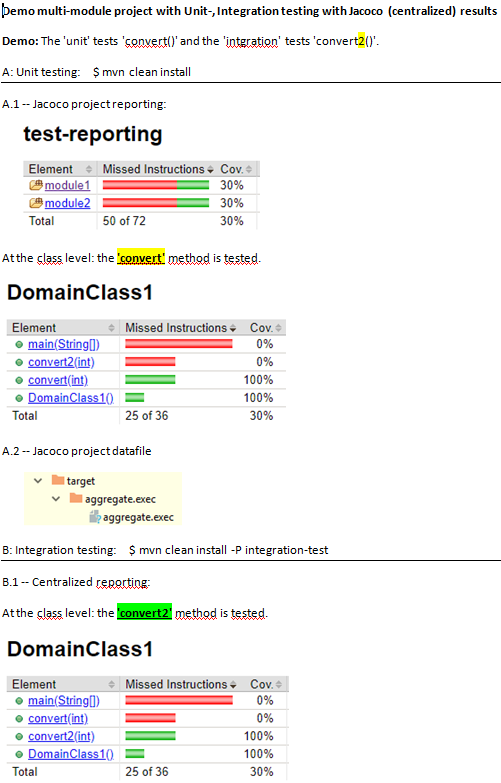 Demo multi-module project with Unit-, Integration testing with Jacoco (centralized) results
Demo: The 'unit' tests 'convert()' and the 'intgration' tests 'convert2()'.
A: Unit testing: $ mvn clean install
A.1 -- Jacoco project reporting:
test-reporting
Element Missed Instructions Cov.
module1 30%
module2 30%
Total 50 of 72 30%
At the class level: the 'convert' method is tested.
DomainClass1
Element Missed Instructions Cov.
main(String[]) 0%
convert2(int) 0%
convert(int) 100%
DomainClass1() 100%
Total 25 of 36 30%
A.2 -- Jacoco project datafile
target
aggregate.exec
aggregate.exec
B: Integration testing: $ mvn clean install -P integration-test
B.1 -- Centralized reporting:
At the class level: the 'convert2' method is tested.
DomainClass1
Element Missed Instructions Cov.
main(String[]) 0%
convert(int) 0%
convert2(int) 100%
DomainClass1() 100%
Total 25 of 36 30%